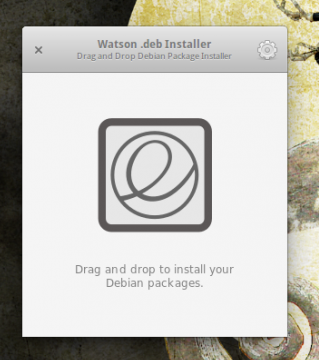 Watson .deb Installer
Drag and Drop Debian Package Installer
Drag and drop to install your
Debian packages.